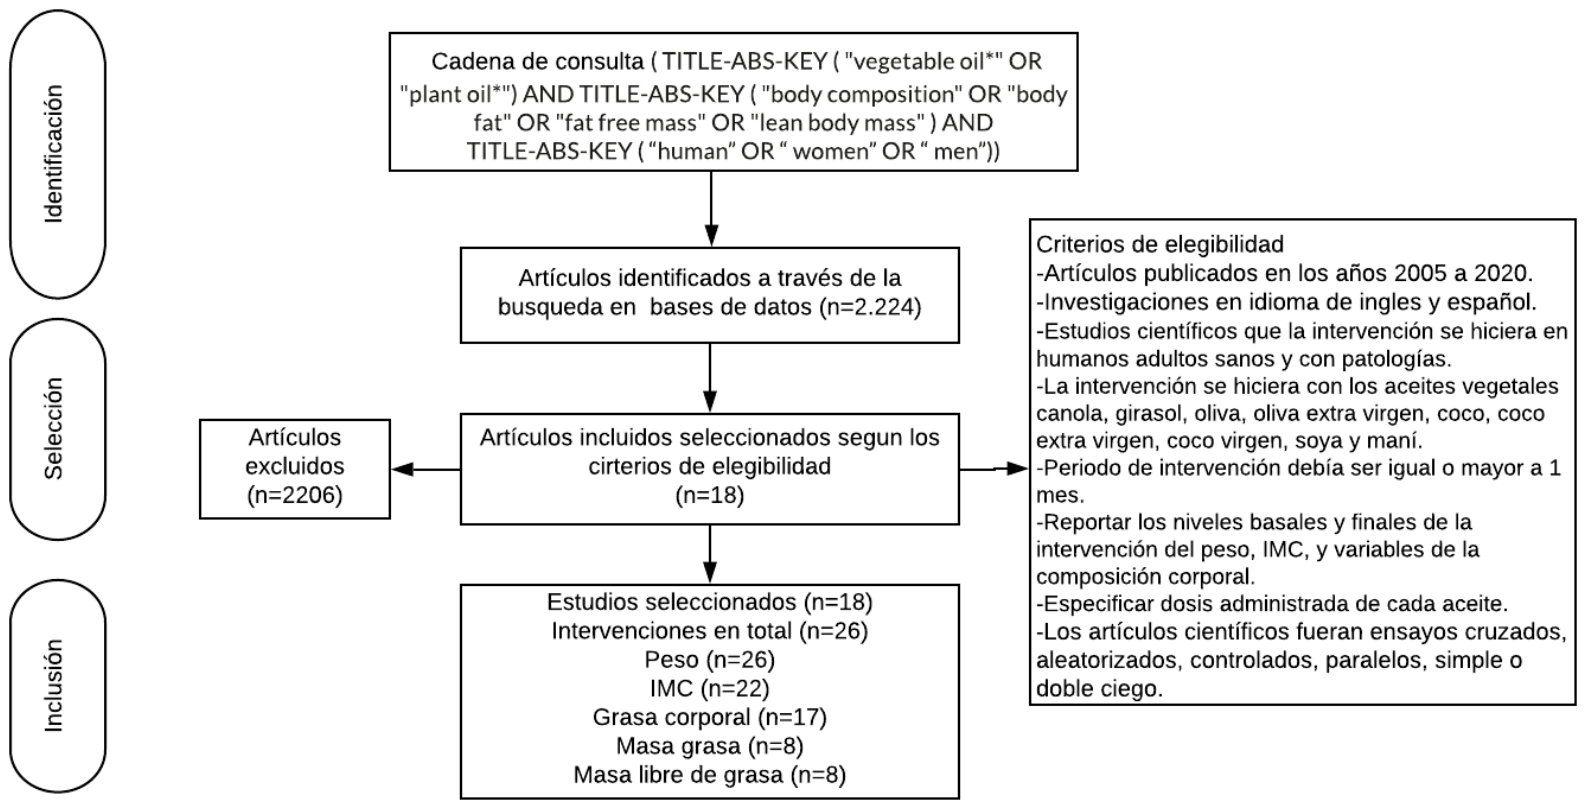 Identificación
Cadena de consulta ( TITLE-ABS-KEY ( "vegetable oil*" OR
"plant oil*") AND TITLE-ABS-KEY ( "body composition" OR "body
fat" OR "fat free mass" OR "lean body mass" ) AND
TITLE-ABS-KEY ( “human” OR “ women” OR “ men”))
Artículos identificados a través de la
busqueda en bases de datos (n=2.224)
Selección
Artículos
excluidos
(n=2206)
Artículos incluidos seleccionado segun los
cirterios de elegibilidad
(n=18)
Criterios de elegibilidad
-Artículos publicados en los años 2005 a 2020.
-Investigaciones en idioma de ingles y español.
-Estudios científicos que la intervención se hiciera en
humanos adultos sanos y con patologías.
-La intervención se hiciera con los aceites vegetales
canola, girasol, oliva, oliva extra virgen, coco, coco
extra virgen, coco virgen, soya y maní.
-Periodo de intervención debía ser igual o mayor a 1
mes.
-Reportar los niveles basales y finales de la
intervención del peso, IMC, y variables de la
composición corporal.
-Especificar dosis administrada de cada aceite.
-Los artículos científicos fueran ensayos cruzados,
aleatorizados, controlados, paralelos, simple o
doble ciego.
Inclusión
Estudios seleccionados (n=18)
Intervenciones en total (n=26)
Peso (n=26)
IMC (n=22)
Grasa corporal (n=17)
Masa grasa (n=8)
Masa libre de grasa (n=8)